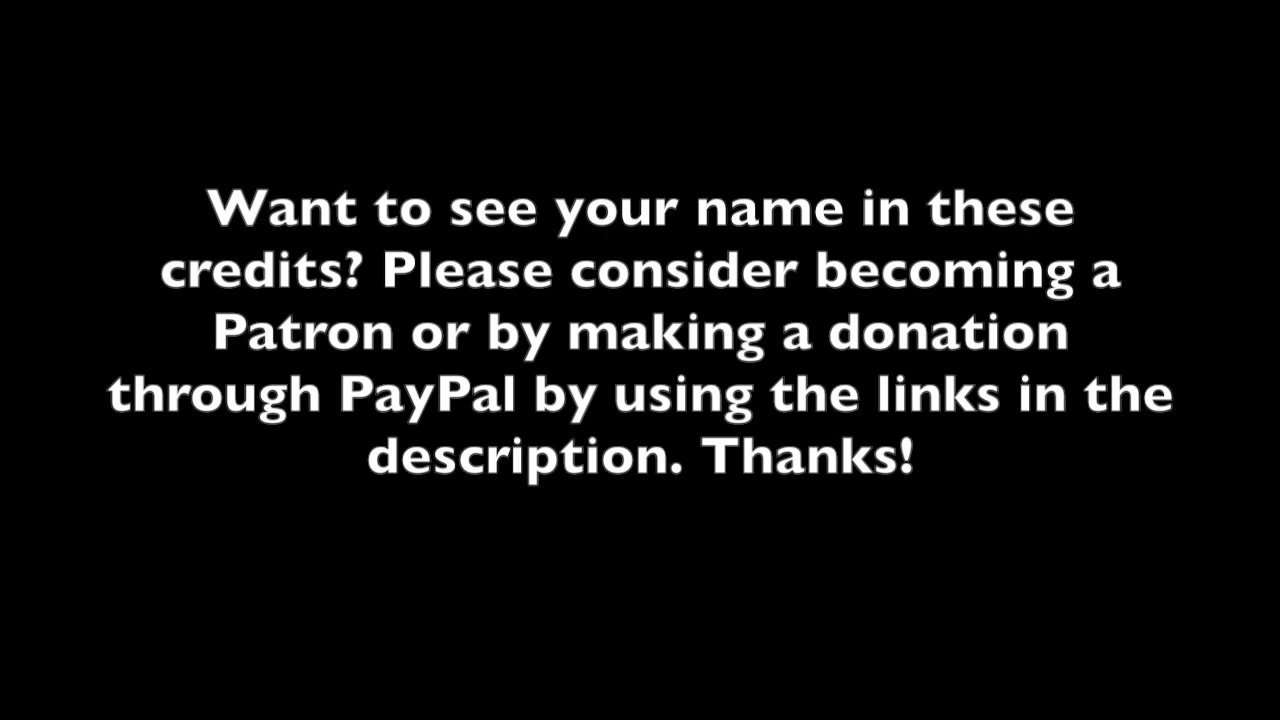 Want to see your name in these
credits? Please consider becoming a
Patron or by making a donation
through PayPal by using the links in the
description. Thanks!